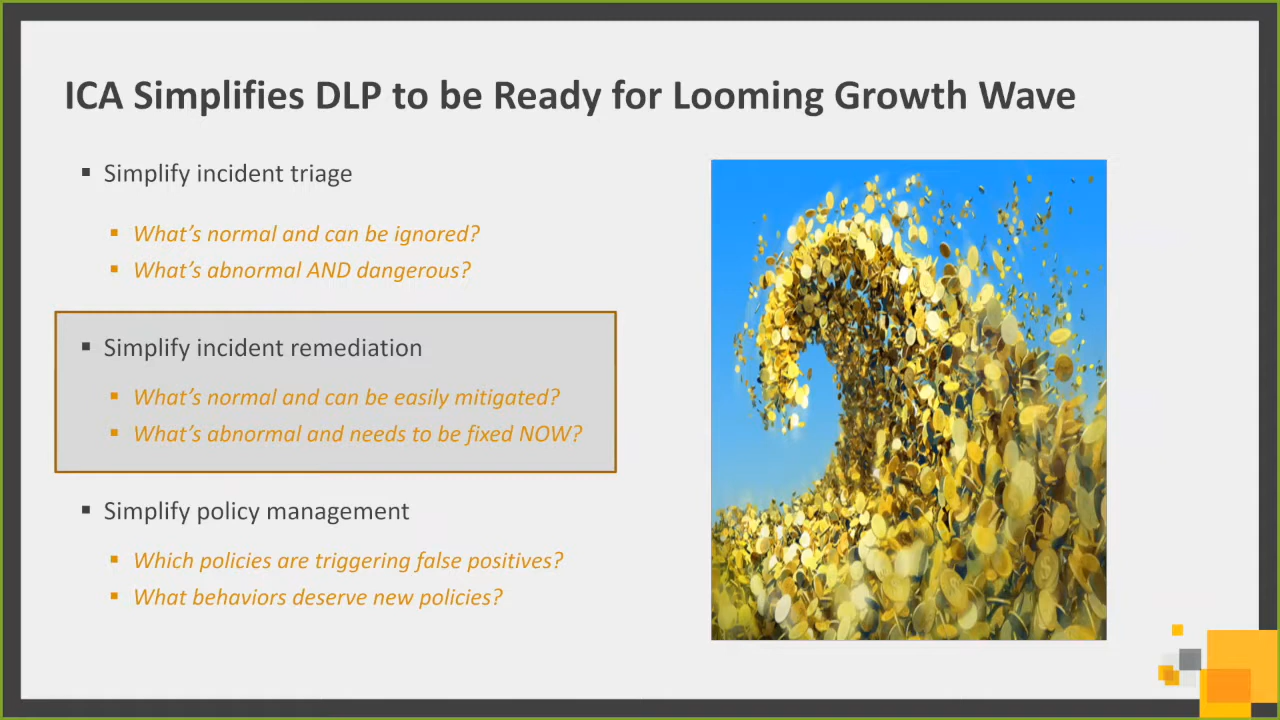 ICA Simplifies DLP to be Ready for Looming Growth Wave
Simplify incident triage
What's normal and can be ignored?
What's abnormal AND dangerous?
Simplify incident remediation
What's normal and can be easily mitigated?
What's abnormal and needs to be fixed NOW?
Simplify policy management
Which policies are triggering false positives?
What behaviors deserve new policies?